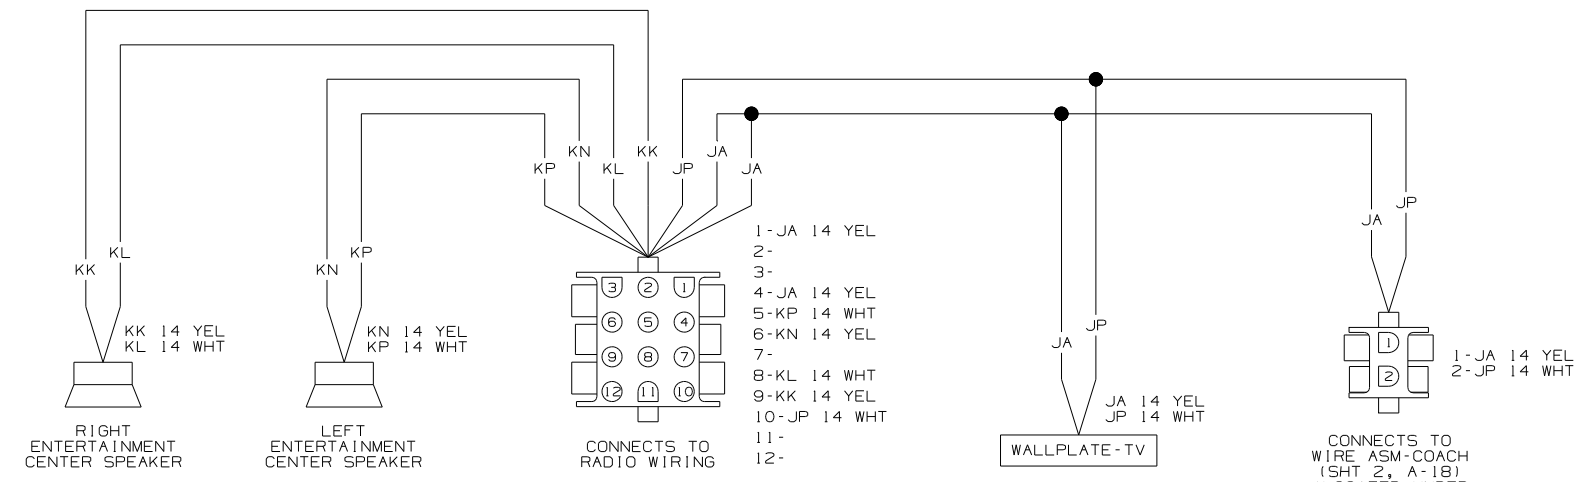 KP
KN
KL
KK
JP
JA
JA
KK
KL
KN
KP
KK 14 YEL
KL 14 WHT
RIGHT
ENTERTAINMENT
CENTER SPEAKER
KN 14 YEL
KP 14 WHT
LEFT
ENTERTAINMENT
CENTER SPEAKER
3 2 1
6 5 4
9 8 7
12 11 10
CONNECTS TO
RADIO WIRING
1-JA 14 YEL
2-
3-
4-JA 14 YEL
5-KP 14 WHT
6-KN 14 YEL
7-
8-KL 14 WHT
9-KK 14 YEL
10-JP 14 WHT
11-
12-
JA
JP
JA 14 YEL
JP 14 WHT
WALLPLATE-TV
JA
JP
1
2
1-JA 14 YEL
2-JP 14 WHT
CONNECTS TO
WIRE ASM-COACH
(SHT 2, A-18)